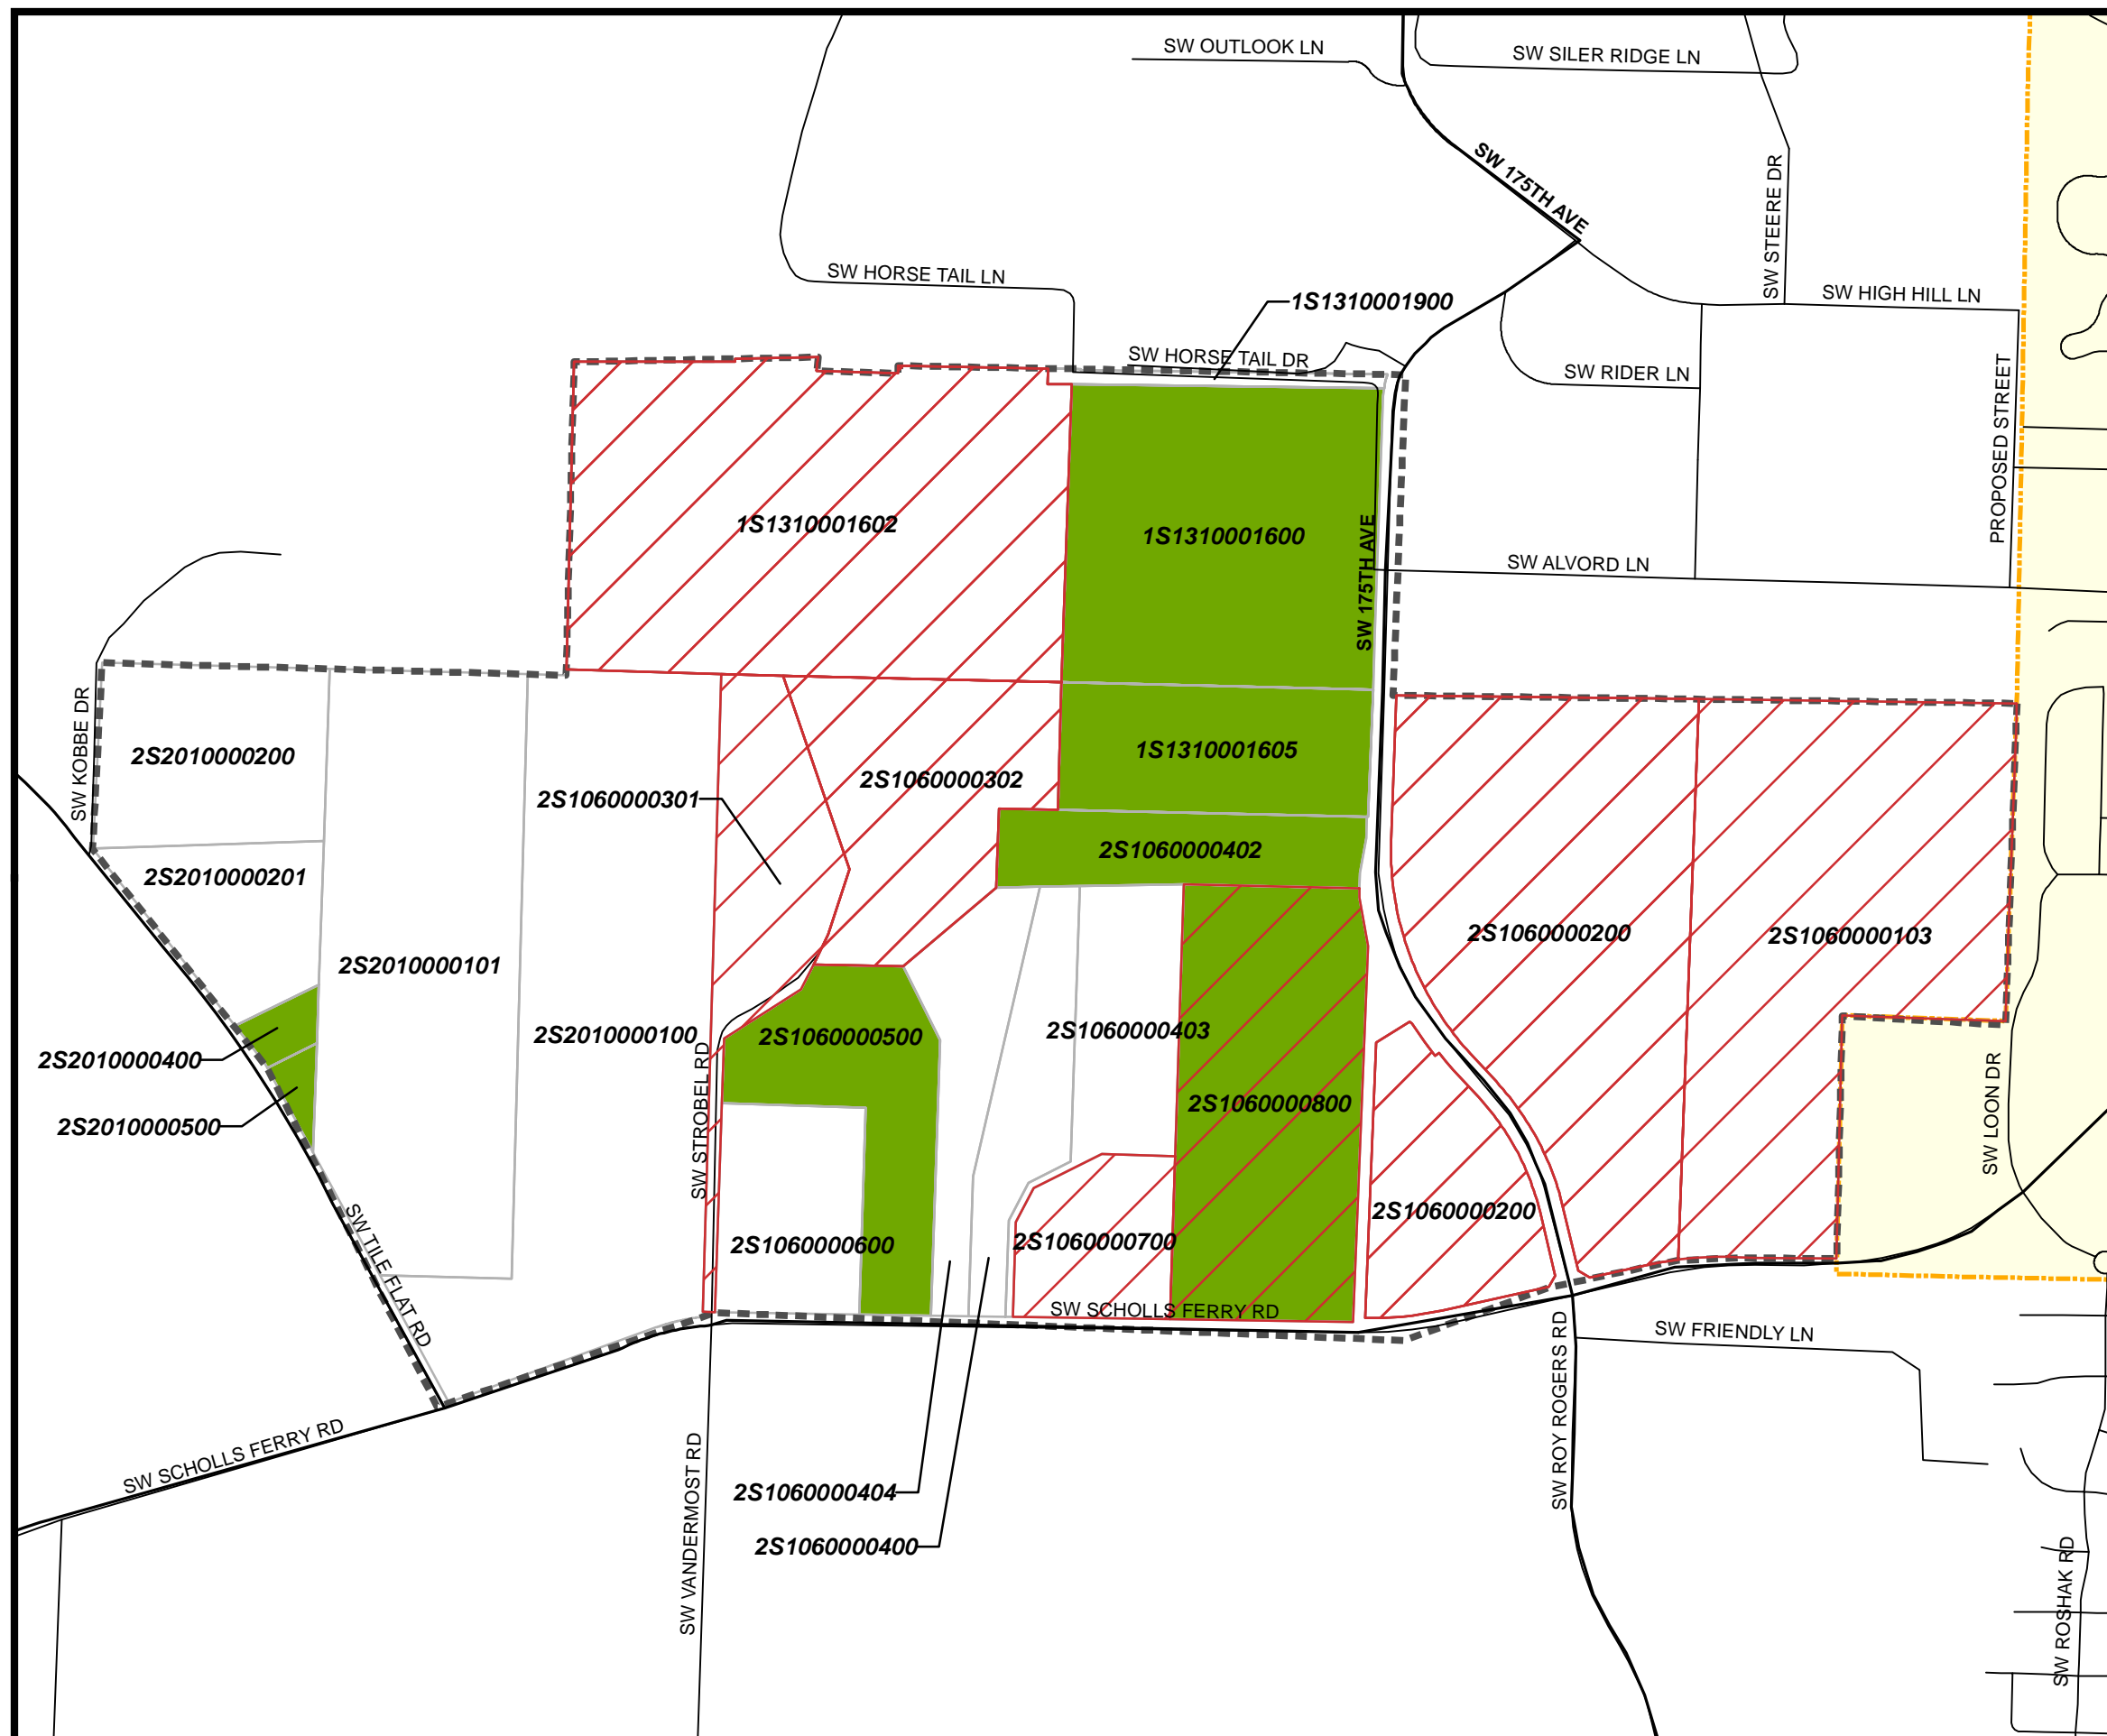 SW OUTLOOK LN
SW SILER RIDGE LN
SW 175TH AVE
SW STEERE DR
SW HORSE TAIL LN
SW HIGH HILL LN
1S1310001900
SW HORSE TAIL DR
SW RIDER LN
PROPOSED STREET
1S1310001602
1S1310001600
SW 175TH AVE
SW ALVORD LN
SW KOBBE DR
2S2010000200
1S1310001605
2S1060000302
2S1060000301
2S1060000402
2S2010000201
2S1060000200
2S1060000103
2S2010000101
2S2010000100
2S1060000500
2S1060000403
2S2010000400
SW STROBEL RD
2S1060000800
SW LOON DR
2S2010000500
2S1060000200
SW TILE FLAT RD
2S1060000600
2S1060000700
SW SCHOLLS FERRY RD
SW FRIENDLY LN
SW ROY ROGERS RD
SW SCHOLLS FERRY RD
SW VANDERMOST RD
2S1060000404
2S1060000400
SW ROSHAK RD